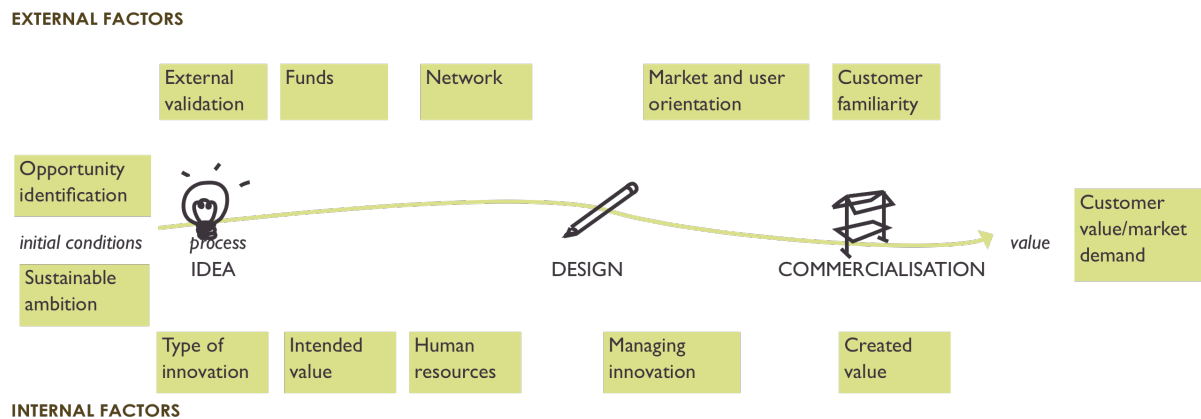 EXTERNAL FACTORS
External
validation
Funds
Network
Market and user
orientation
Customer
familiarity
Opportunity
identification
initial conditions
process
value
Customer
value/market
demand
IDEA
DESIGN
COMMERCIALISATION
Sustainable
ambition
Type of
innovation
Intended
value
Human
resources
Managing
innovation
Created
value
INTERNAL FACTORS